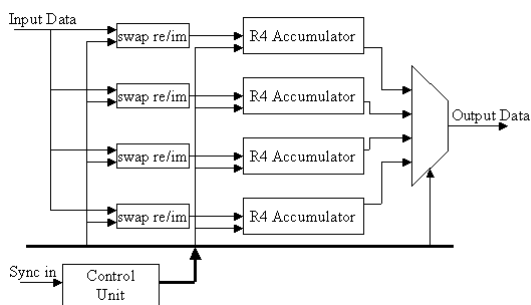 Input Data
swap re/im
R4 Accumulator
swap re/im
R4 Accumulator
Output Data
swap re/im
R4 Accumulator
swap re/im
R4 Accumulator
Sync in
Control
Unit